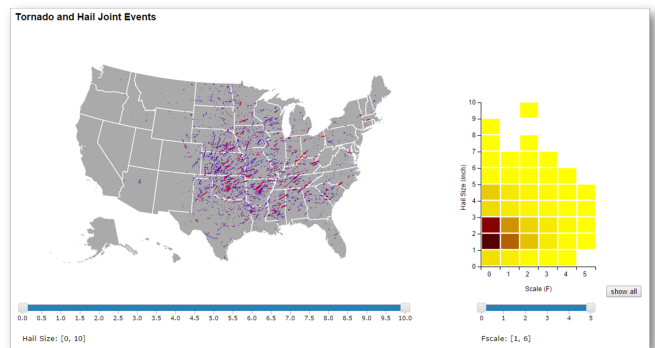 Tornado and Hail Joint Events
10
9
8
7
6
5
4
3
2
1
0
Hail Size (inch)
0 1 2 3 4 5
Scale (F)
show all
0.0 0.5 1.0 1.5 2.0 2.5 3.0 3.5 4.0 4.5 5.0 5.5 6.0 6.5 7.0 7.5 8.0 8.5 9.0 9.5 10.0
0 2 3 4 5
Hail Size: [0, 10]
Fscale: [1, 6]